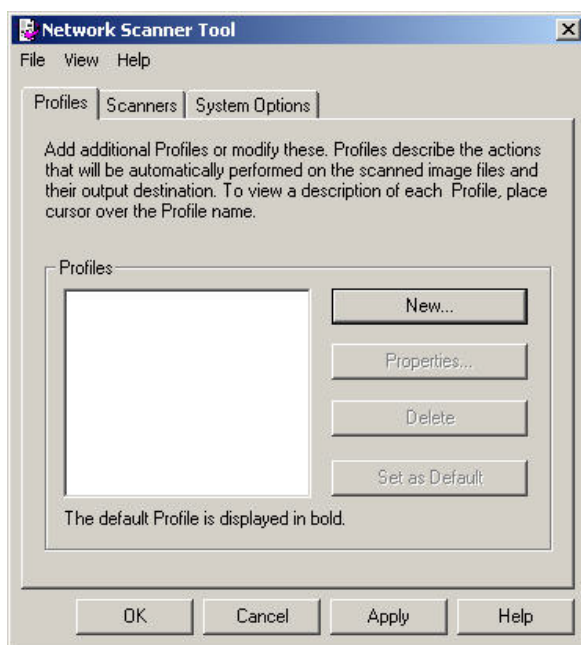 Network Scanner Tool
File View Help
Profiles Scanners System Options
Add additional Profiles or modify these. Profiles describe the actions
that will be automatically performed on the scanned image files and
their output destination. To view a description of each Profile, place
cursor over the Profile name.
Profiles
New...
Properties...
Delete
Set as Default
The default Profile is displayed in bold.
OK Cancel Apply Help